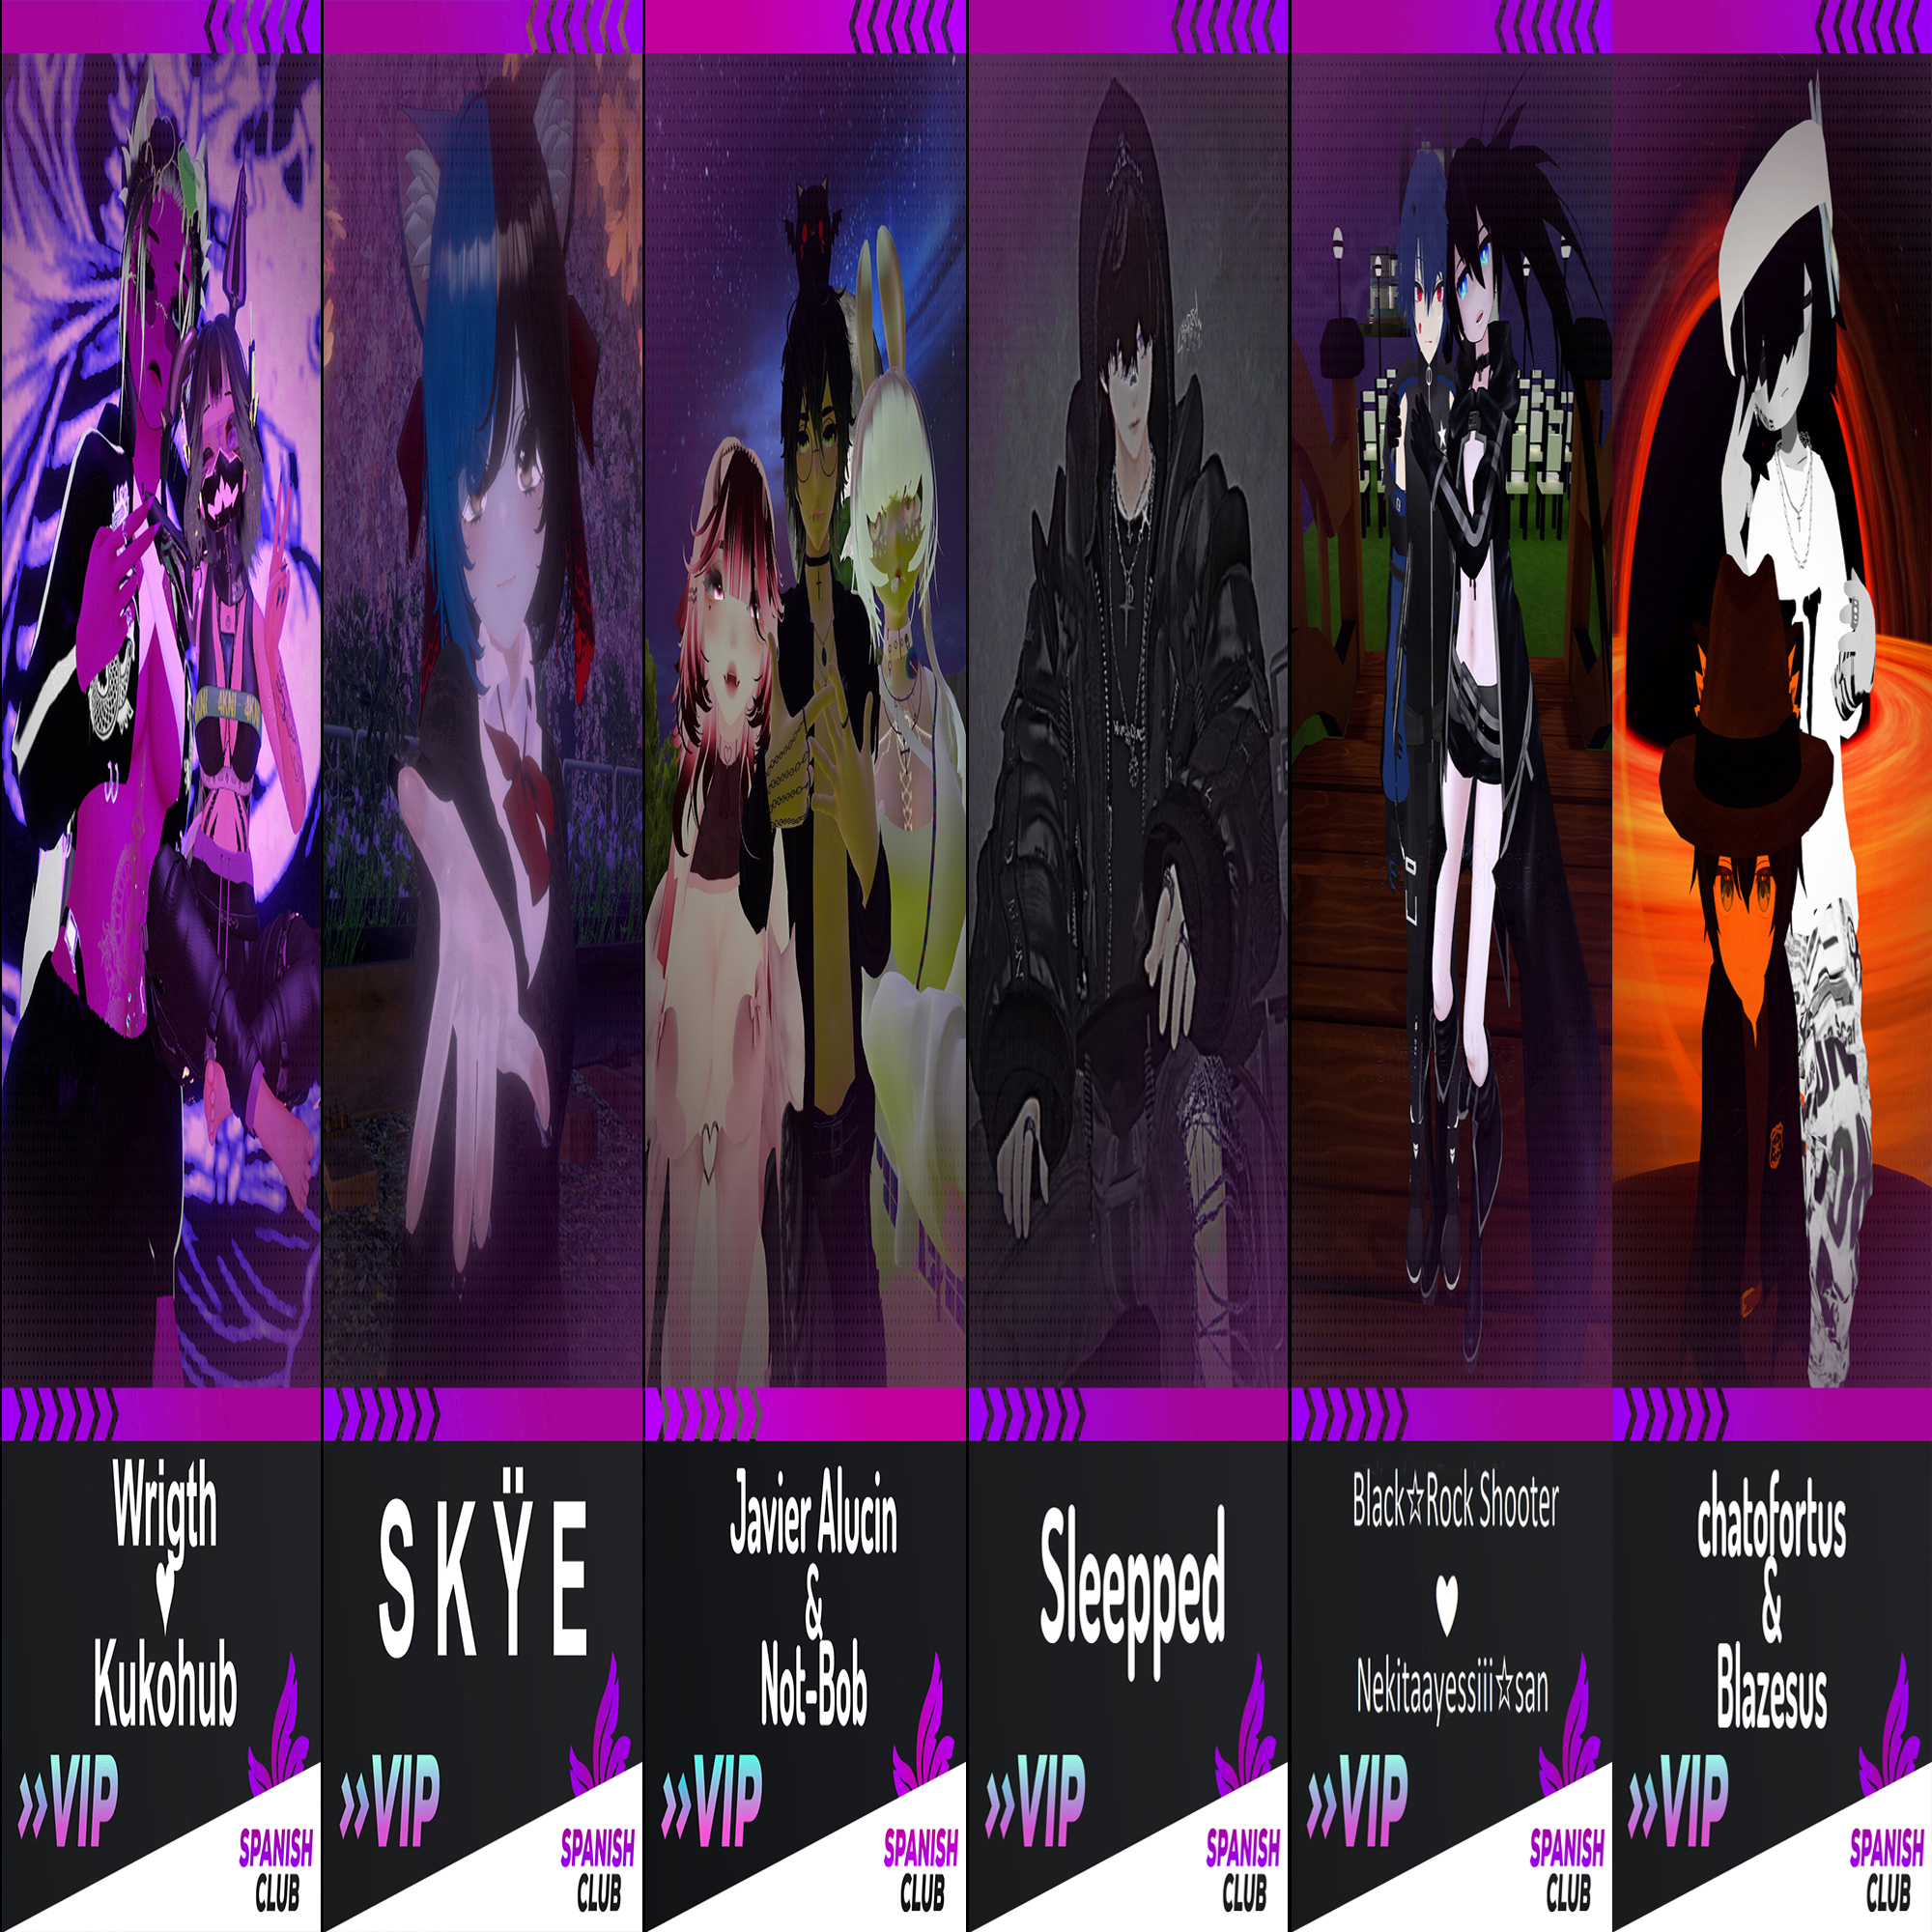 Wrigth
♥
Kukohub
VIP
SPANISH
CLUB
SKŸE
VIP
SPANISH
CLUB
Javier Alucin
&
Not-Bob
VIP
SPANISH
CLUB
Sleepped
VIP
SPANISH
CLUB
Black☆Rock Shooter
♥
Nekitaayessiii☆san
VIP
SPANISH
CLUB
chatofortus
&
Blazesus
VIP
SPANISH
CLUB